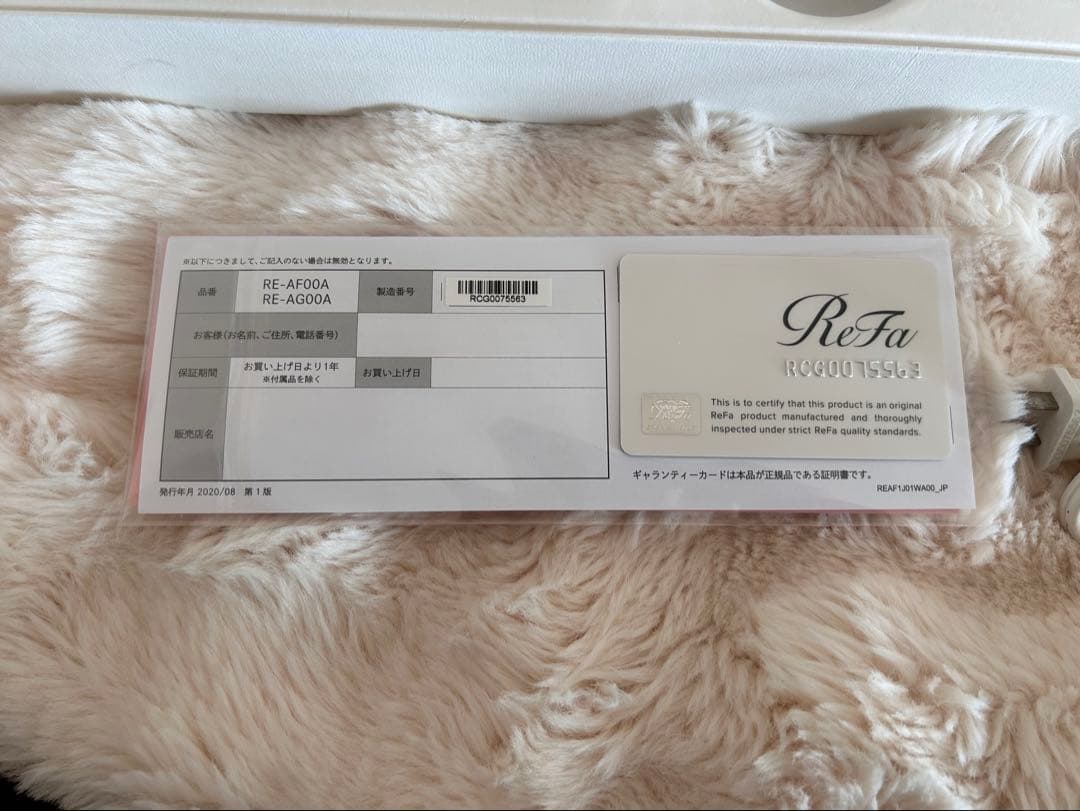 ※以下につきまして、ご記入のない場合は無効となります。
品番
RE-AF00A
RE-AG00A
製造番号
RCG0075563
お客様(お名前、ご住所、電話番号)
保証期間
お買い上げ日より1年
※付属品を除く
お買い上げ日
販売店名
発行年月 2020/08 第1版
ReFa
RCG0075563
This is to certify that this product is an original
ReFa product manufactured and thoroughly
inspected under strict ReFa quality standards.
ギャランティーカードは本品が正規品である証明書です。
REAF1J01WA00_JP